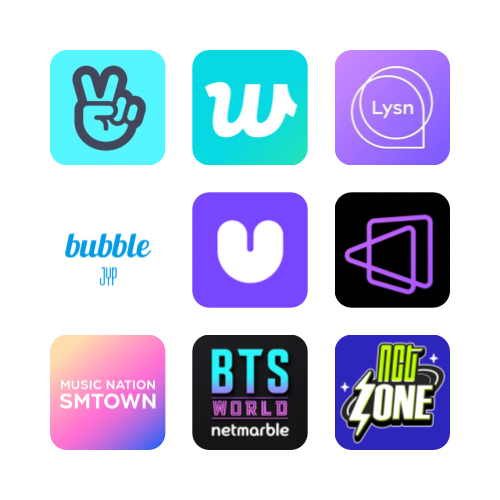 w
Lysn
bubble
JYP
U
MUSIC NATION
SMTOWN
BTS
WORLD
netmarble
nct
ZONE